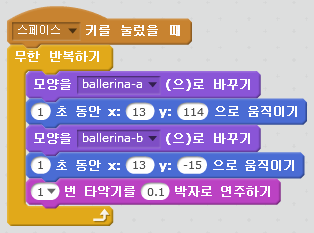 스페이스 키를 눌렀을 때
무한 반복하기
모양을 ballerina-a (으)로 바꾸기
1 초 동안 x: 13 y: 114 으로 움직이기
모양을 ballerina-b (으)로 바꾸기
1 초 동안 x: 13 y: -15 으로 움직이기
1 번 타악기를 0.1 박자로 연주하기